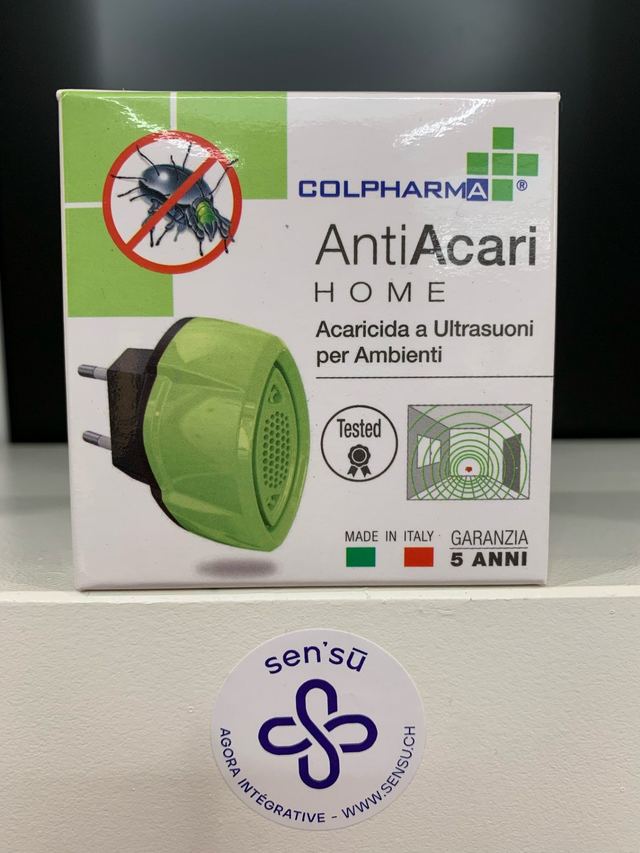 COLPHARMA®
AntiAcari
HOME
Acaricida a Ultrasuoni
per Ambienti
Tested
MADE IN ITALY
GARANZIA
5 ANNI
sen'sū
AGORA INTÉGRATIVE - WWW.SENSU.CH